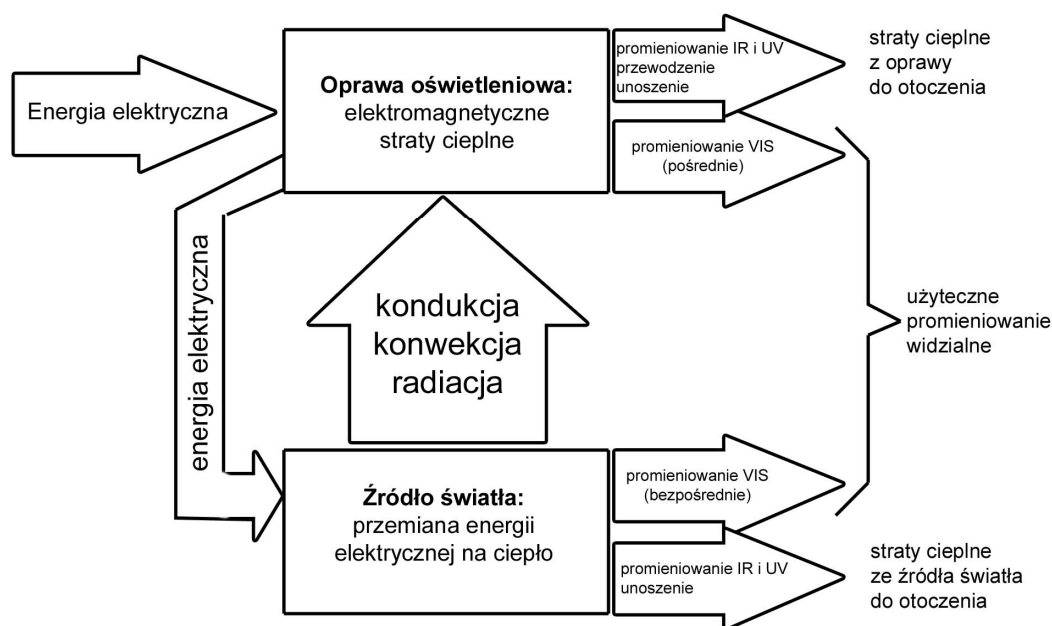 Energia elektryczna
Oprawa oświetleniowa:
elektromagnetyczne
straty cieplne
promieniowanie IR i UV
przewodzenie
unoszenie
straty cieplne
z oprawy
do otoczenia
promieniowanie VIS
(pośrednie)
energia elektryczna
kondukcja
konwekcja
radiacja
użyteczne
promieniowanie
widzialne
Źródło światła:
przemiana energii
elektrycznej na ciepło
promieniowanie VIS
(bezpośrednie)
promieniowanie IR i UV
unoszenie
straty cieplne
ze źródła światła
do otoczenia